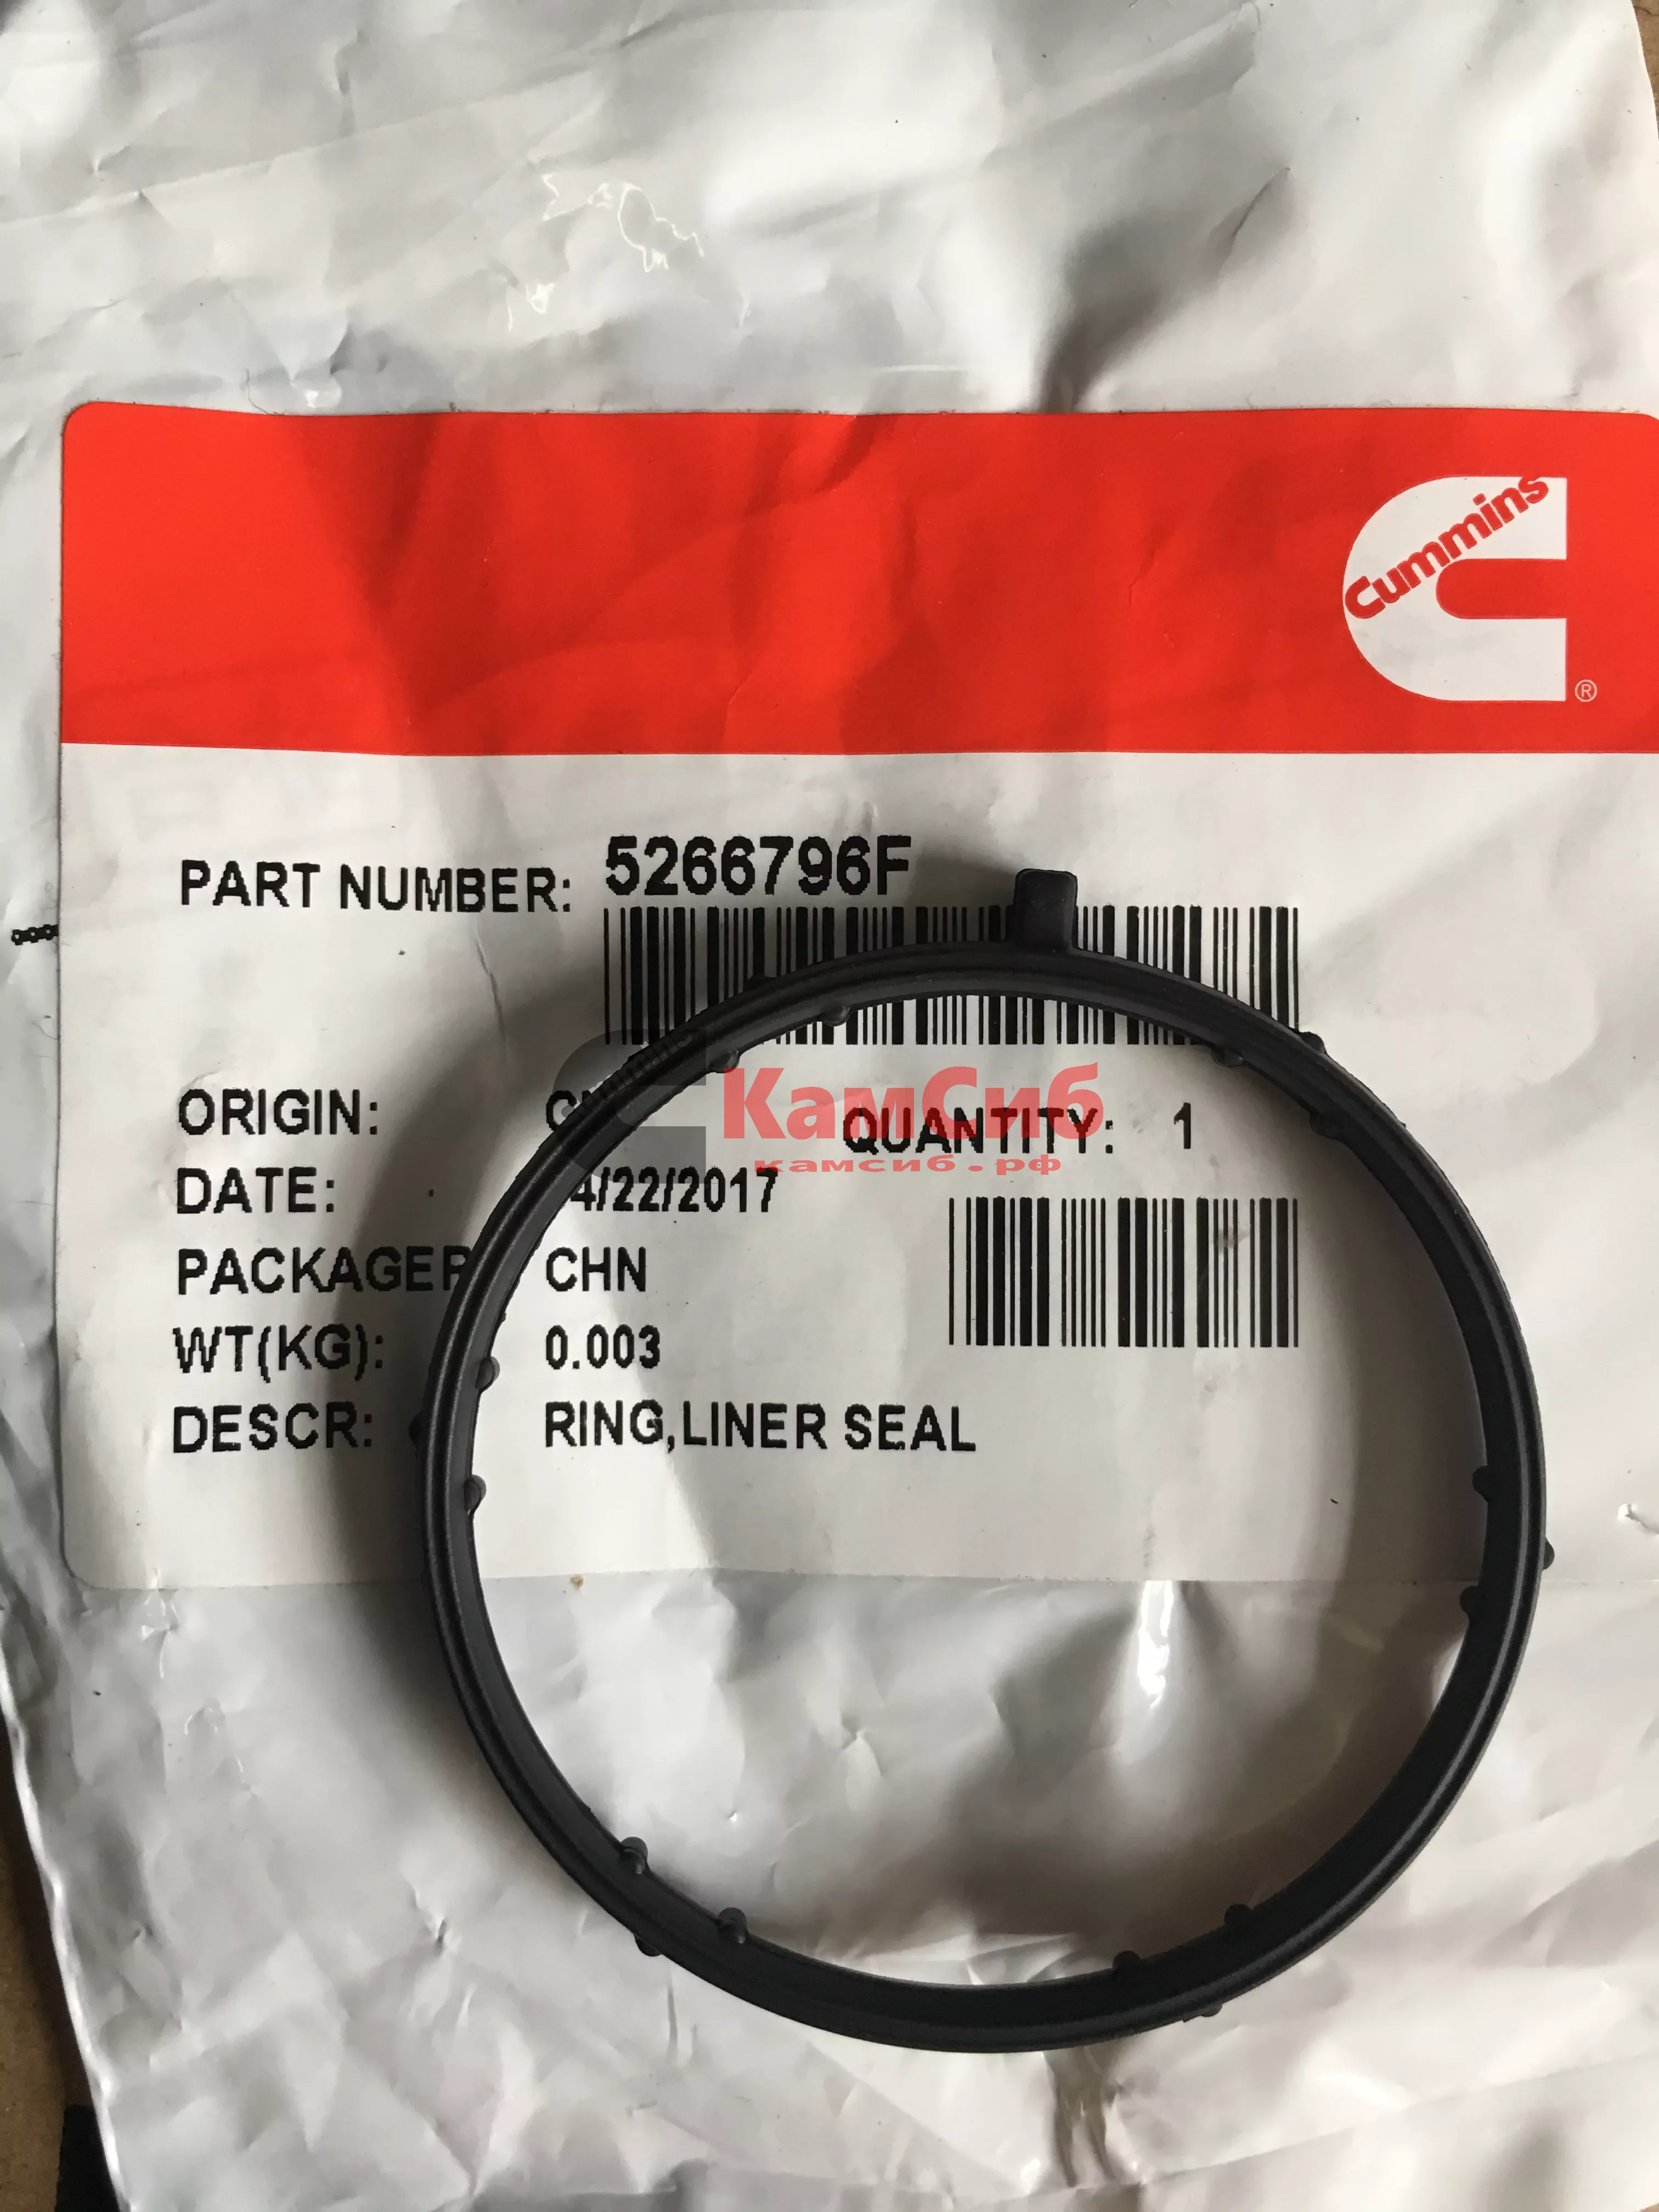 Cummins
®
PART NUMBER: 5266796F
КамСиб
ORIGIN:
QUANTITY: 1
камсиб.рф
DATE: 4/22/2017
PACKAGER CHN
WT(KG): 0.003
DESCR: RING,LINER SEAL